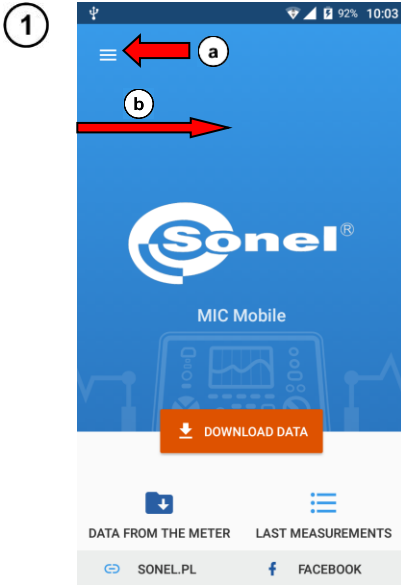 1
92% 10:03
a
b
Sonel®
MIC Mobile
DOWNLOAD DATA
DATA FROM THE METER LAST MEASUREMENTS
SONEL.PL FACEBOOK